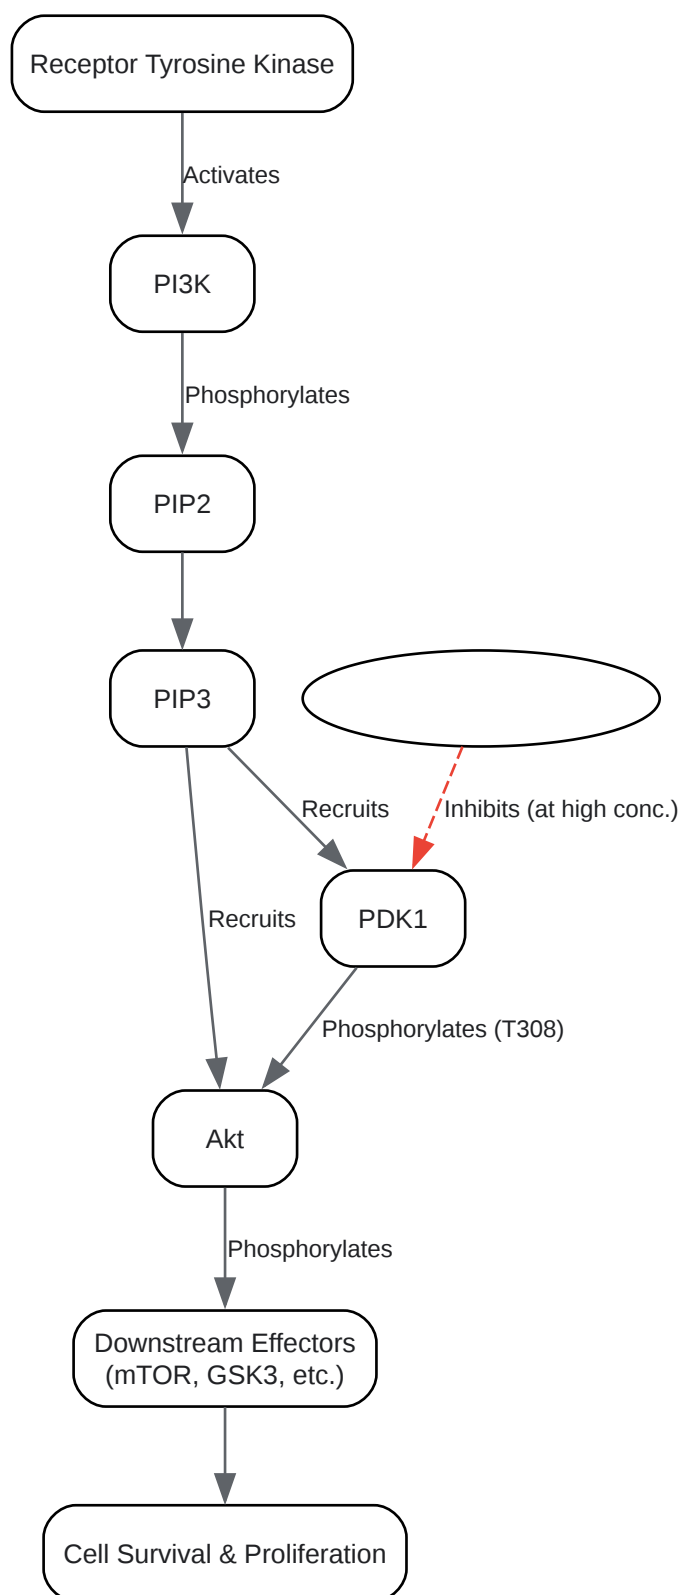 Receptor Tyrosine Kinase
Activates
PI3K
Phosphorylates
PIP2
PIP3
Recruits
Inhibits (at high conc.)
Recruits
PDK1
Phosphorylates (T308)
Akt
Phosphorylates
Downstream Effectors
(mTOR, GSK3, etc.)
Cell Survival & Proliferation